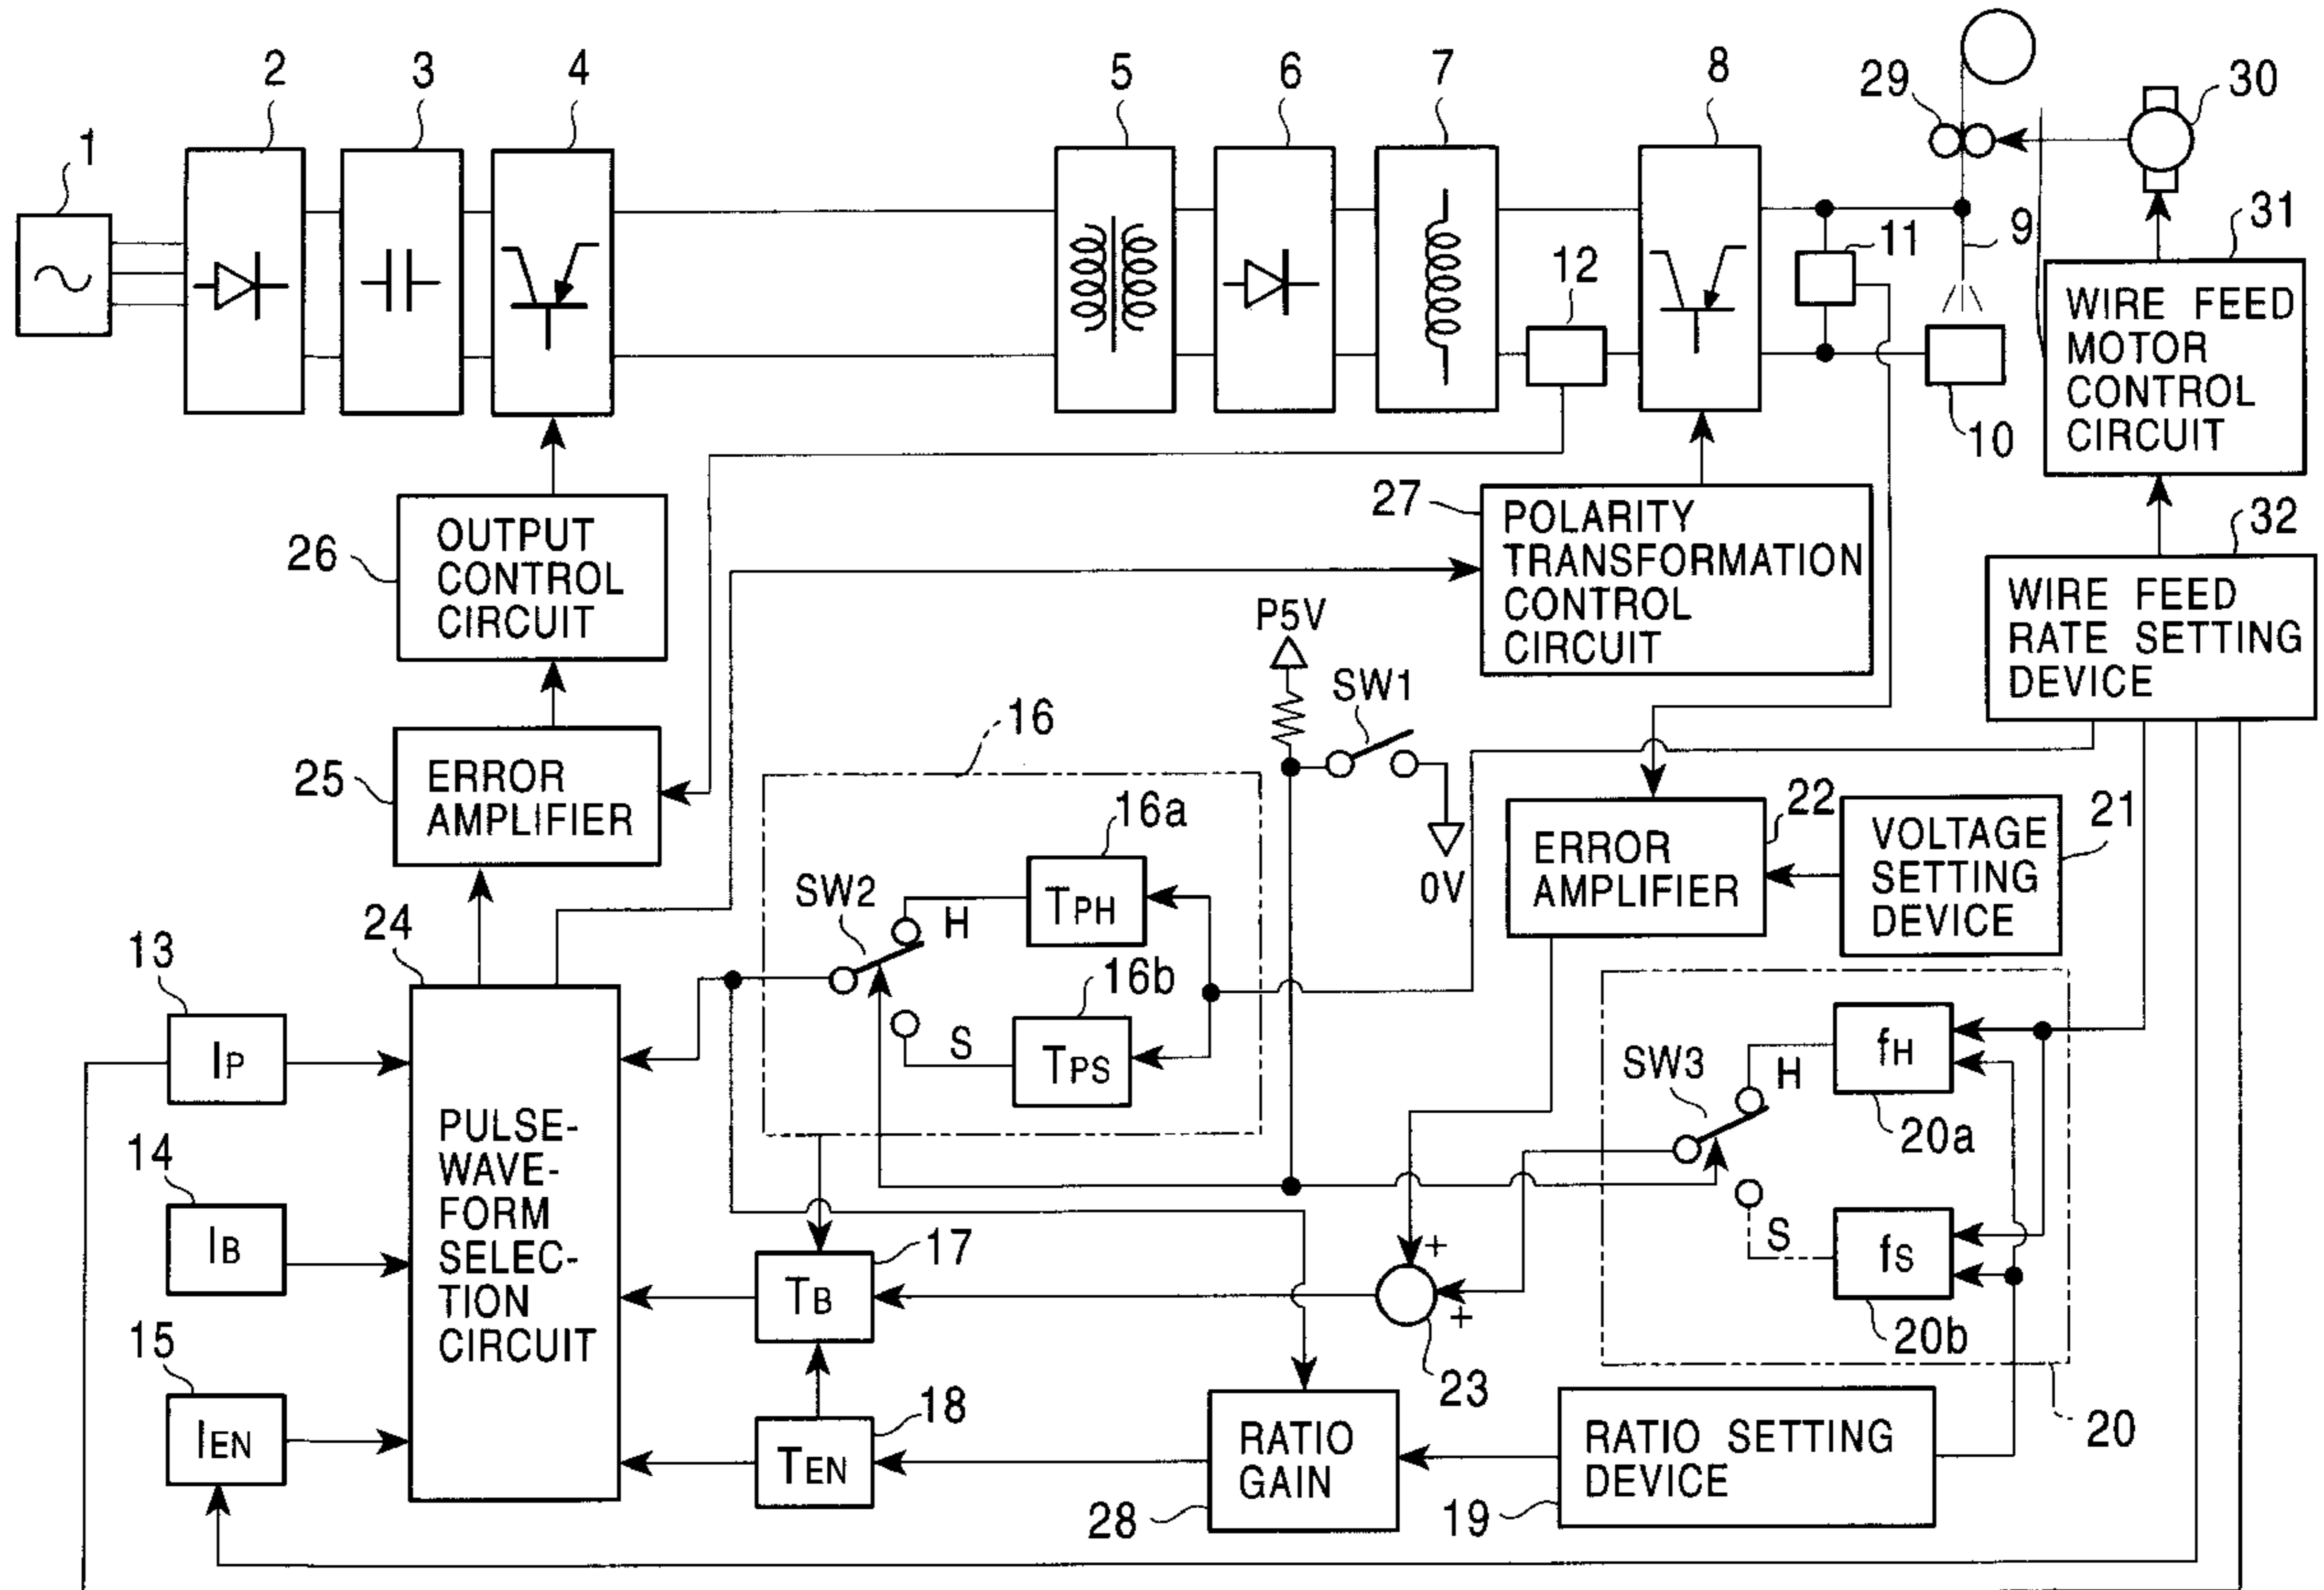 1
2
3
4
5
6
7
8
29
30
9
11
12
31
10
WIRE FEED
MOTOR
CONTROL
CIRCUIT
32
WIRE FEED
RATE SETTING
DEVICE
27
POLARITY
TRANSFORMATION
CONTROL
CIRCUIT
26
OUTPUT
CONTROL
CIRCUIT
25
ERROR
AMPLIFIER
P5V
SW1
0V
16
16a
TPH
SW2
H
16b
S
TPS
22
ERROR
AMPLIFIER
21
VOLTAGE
SETTING
DEVICE
24
PULSE-
WAVE-
FORM
SELEC-
TION
CIRCUIT
13
IP
14
IB
15
IEN
17
TB
18
TEN
+
+
23
SW3
H
fH
20a
S
fS
20b
20
28
RATIO
GAIN
19
RATIO SETTING
DEVICE